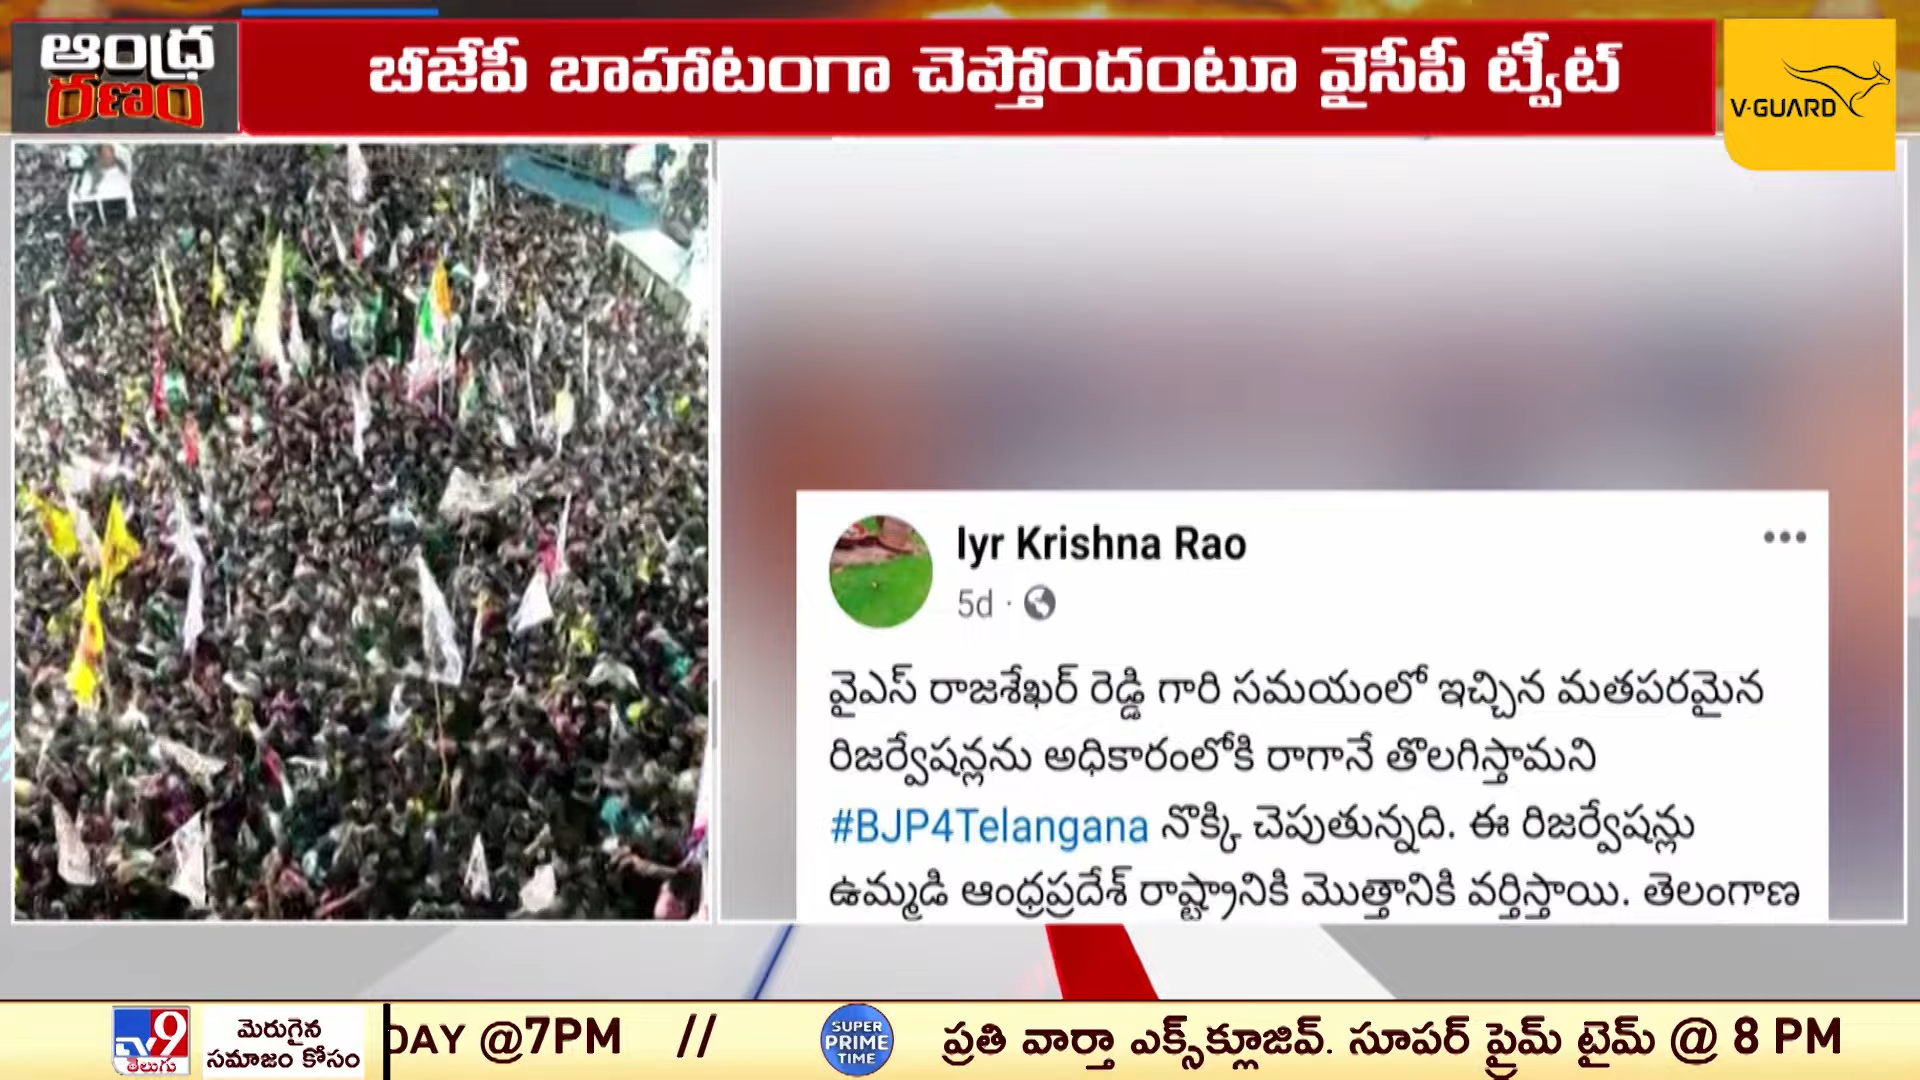 ఆంధ్ర
రణం
బీజేపీ బాహాటంగా చెప్తోందంటూ వైసీపీ ట్వీట్
V-GUARD
Iyr Krishna Rao
5d ·
వైఎస్ రాజశేఖర్ రెడ్డి గారి సమయంలో ఇచ్చిన మతపరమైన
రిజర్వేషన్లను అధికారంలోకి రాగానే తొలగిస్తామని
#BJP4Telangana నొక్కి చెపుతున్నది. ఈ రిజర్వేషన్లు
ఉమ్మడి ఆంధ్రప్రదేశ్ రాష్ట్రానికి మొత్తానికి వర్తిస్తాయి. తెలంగాణ
TV9
తెలుగు
మెరుగైన
సమాజం కోసం
DAY @7PM //
SUPER
PRIME
TIME
ప్రతి వార్తా ఎక్స్‌క్లూజివ్. సూపర్ ప్రైమ్ టైమ్ @ 8 PM